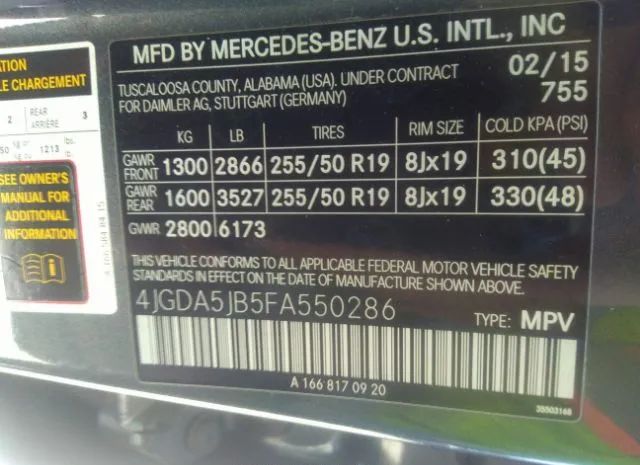 MFD BY MERCEDES-BENZ U.S. INTL., INC
TUSCALOOSA COUNTY, ALABAMA (USA). UNDER CONTRACT
FOR DAIMLER AG, STUTTGART (GERMANY)
02/15
755
KG LB TIRES RIM SIZE COLD KPA (PSI)
GAWR FRONT 1300 2866 255/50 R19 8Jx19 310(45)
GAWR REAR 1600 3527 255/50 R19 8Jx19 330(48)
GVWR 2800 6173
THIS VEHICLE CONFORMS TO ALL APPLICABLE FEDERAL MOTOR VEHICLE SAFETY
STANDARDS IN EFFECT ON THE DATE OF MANUFACTURE SHOWN ABOVE.
4JGDA5JB5FA550286
TYPE: MPV
A 166 817 09 20
35503168
CHARGEMENT
2 REAR ARRIÈRE 3
1213 lbs.
SEE OWNER'S
MANUAL FOR
ADDITIONAL
INFORMATION